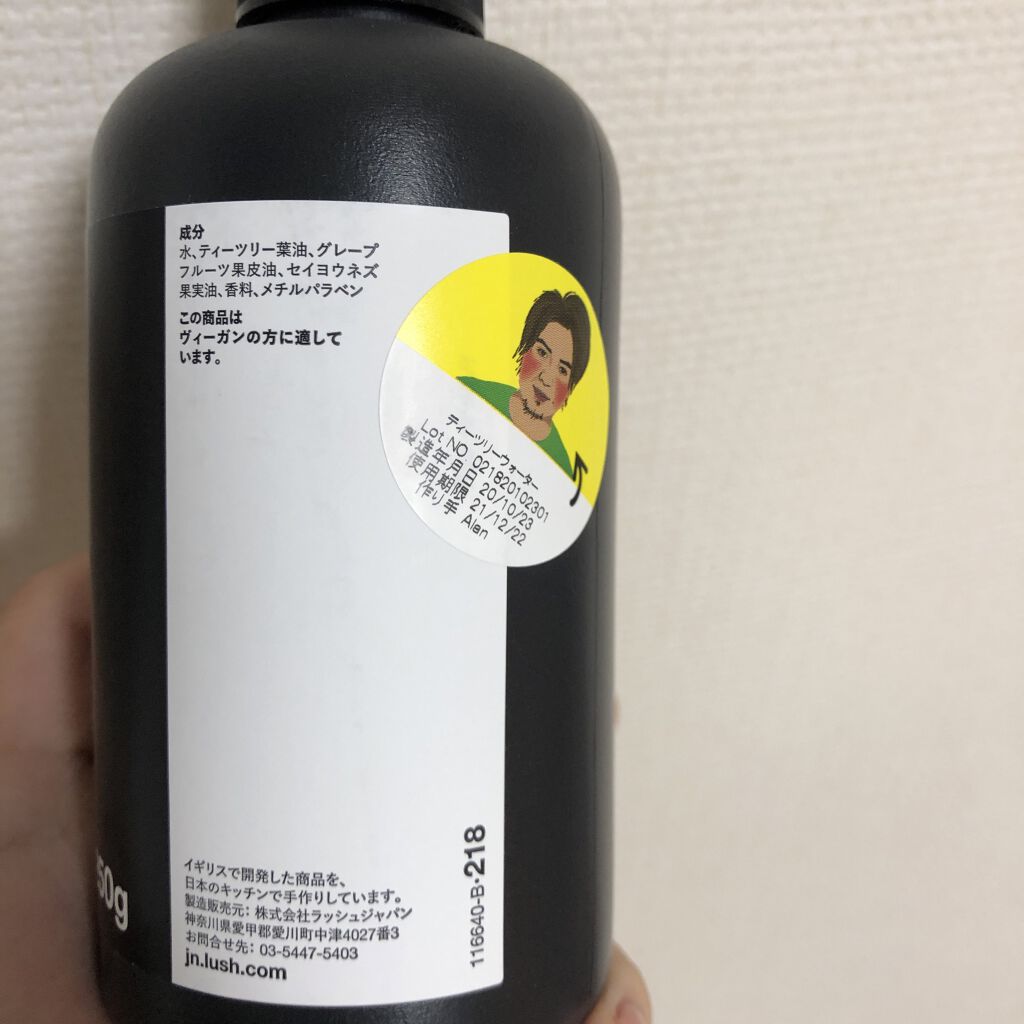 成分
水、ティーツリー葉油、グレープ
フルーツ果皮油、セイヨウネズ
果実油、香料、メチルパラベン
この商品は
ヴィーガンの方に適して
います。
ティーツリーウォーター
Lot NO. 021820102301
製造年月日 20/10/23
使用期限 21/12/22
作り手 Alan
50g
イギリスで開発した商品を、
日本のキッチンで手作りしています。
製造販売元：株式会社ラッシュジャパン
神奈川県愛甲郡愛川町中津4027番3
お問合せ先：03-5447-5403
jn.lush.com
116640-B・218